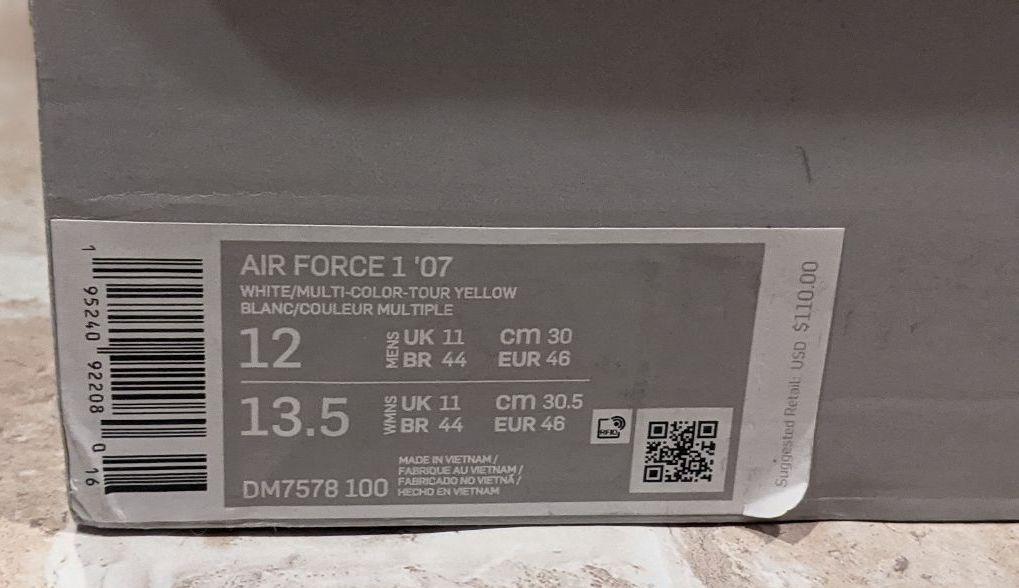 AIR FORCE 1 '07
WHITE/MULTI-COLOR-TOUR YELLOW
BLANC/COULEUR MULTIPLE
12 MENS UK 11 cm 30
BR 44 EUR 46
13.5 WMNS UK 11 cm 30.5
BR 44 EUR 46
RFID
MADE IN VIETNAM /
FABRIQUE AU VIETNAM /
FABRICADO NO VIETNÃ /
HECHO EN VIETNAM
DM7578 100
1 95240 92208 0 16
Suggested Retail: USD $110.00